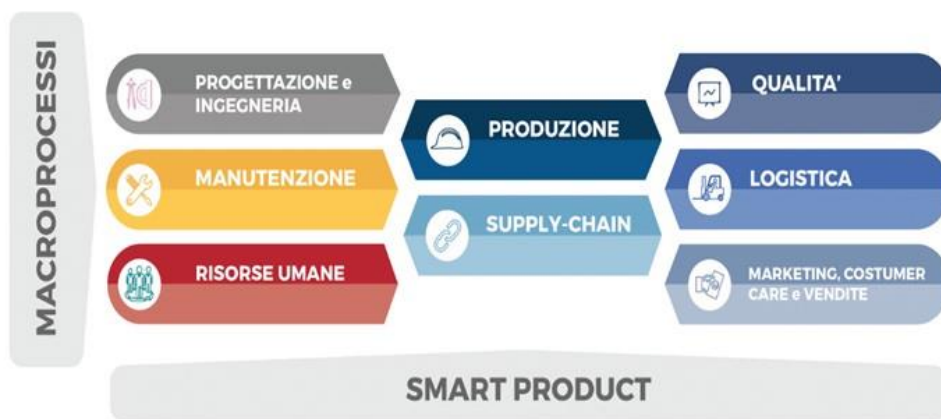 MACROPROCESSI
PROGETTAZIONE e
INGEGNERIA
MANUTENZIONE
RISORSE UMANE
PRODUZIONE
SUPPLY-CHAIN
QUALITA'
LOGISTICA
MARKETING, COSTUMER
CARE e VENDITE
SMART PRODUCT